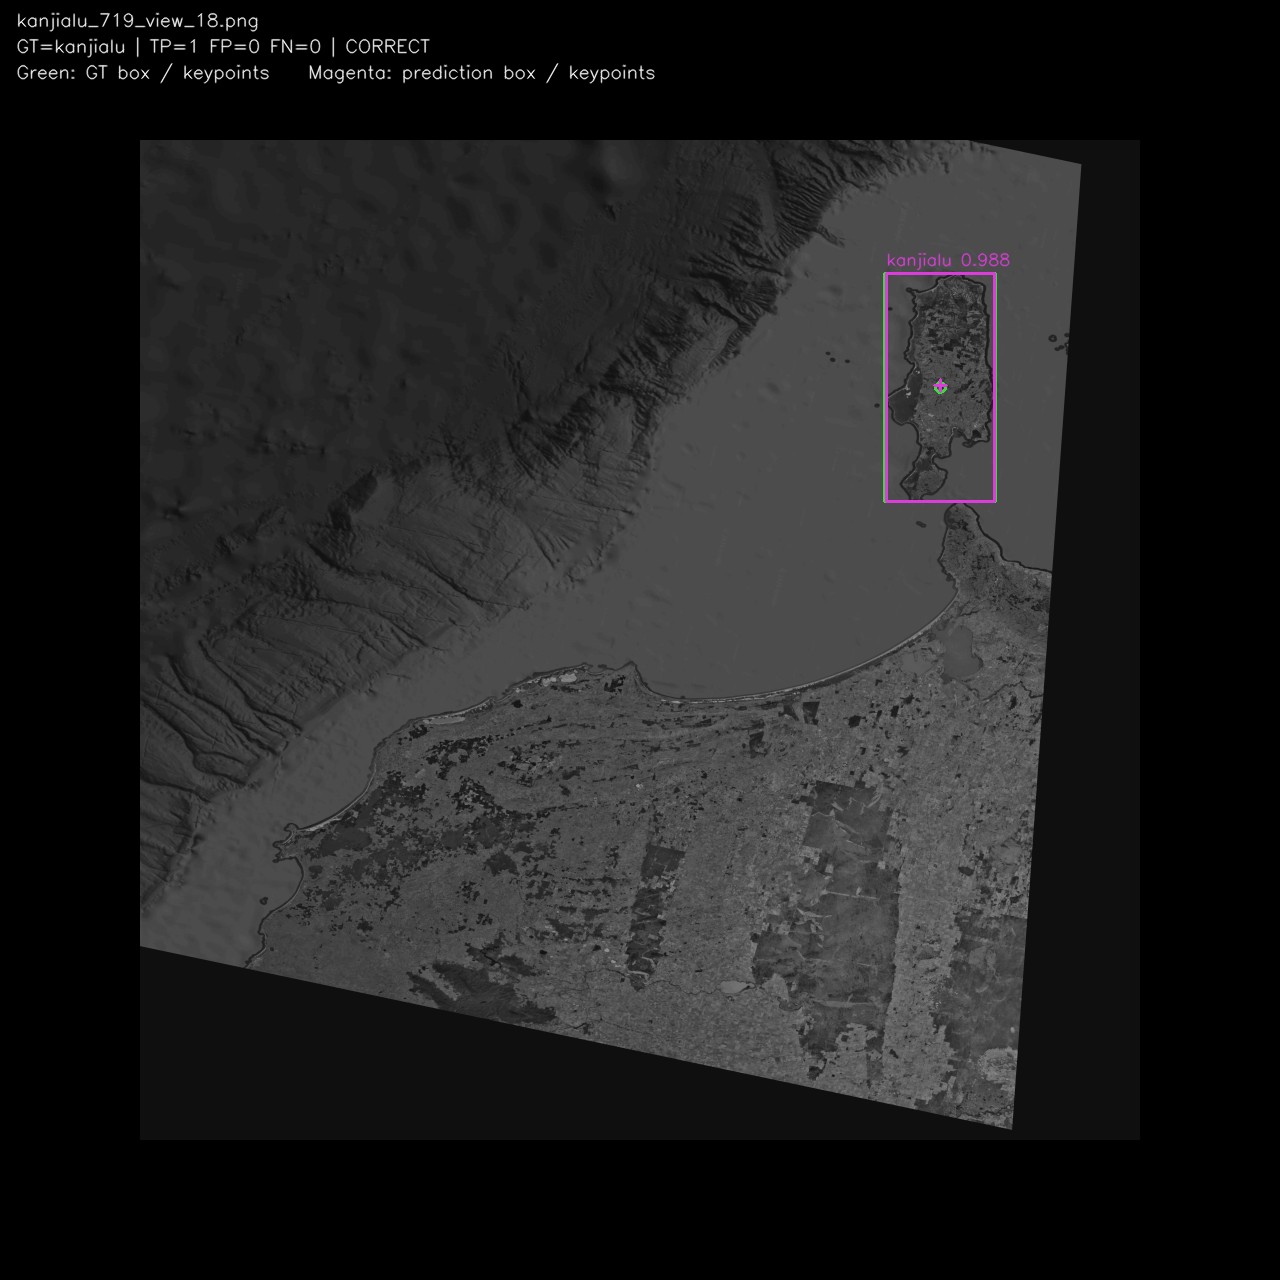 kanjialu_719_view_18.png
GT=kanjialu | TP=1 FP=0 FN=0 | CORRECT
Green: GT box / keypoints    Magenta: prediction box / keypoints
kanjialu 0.988